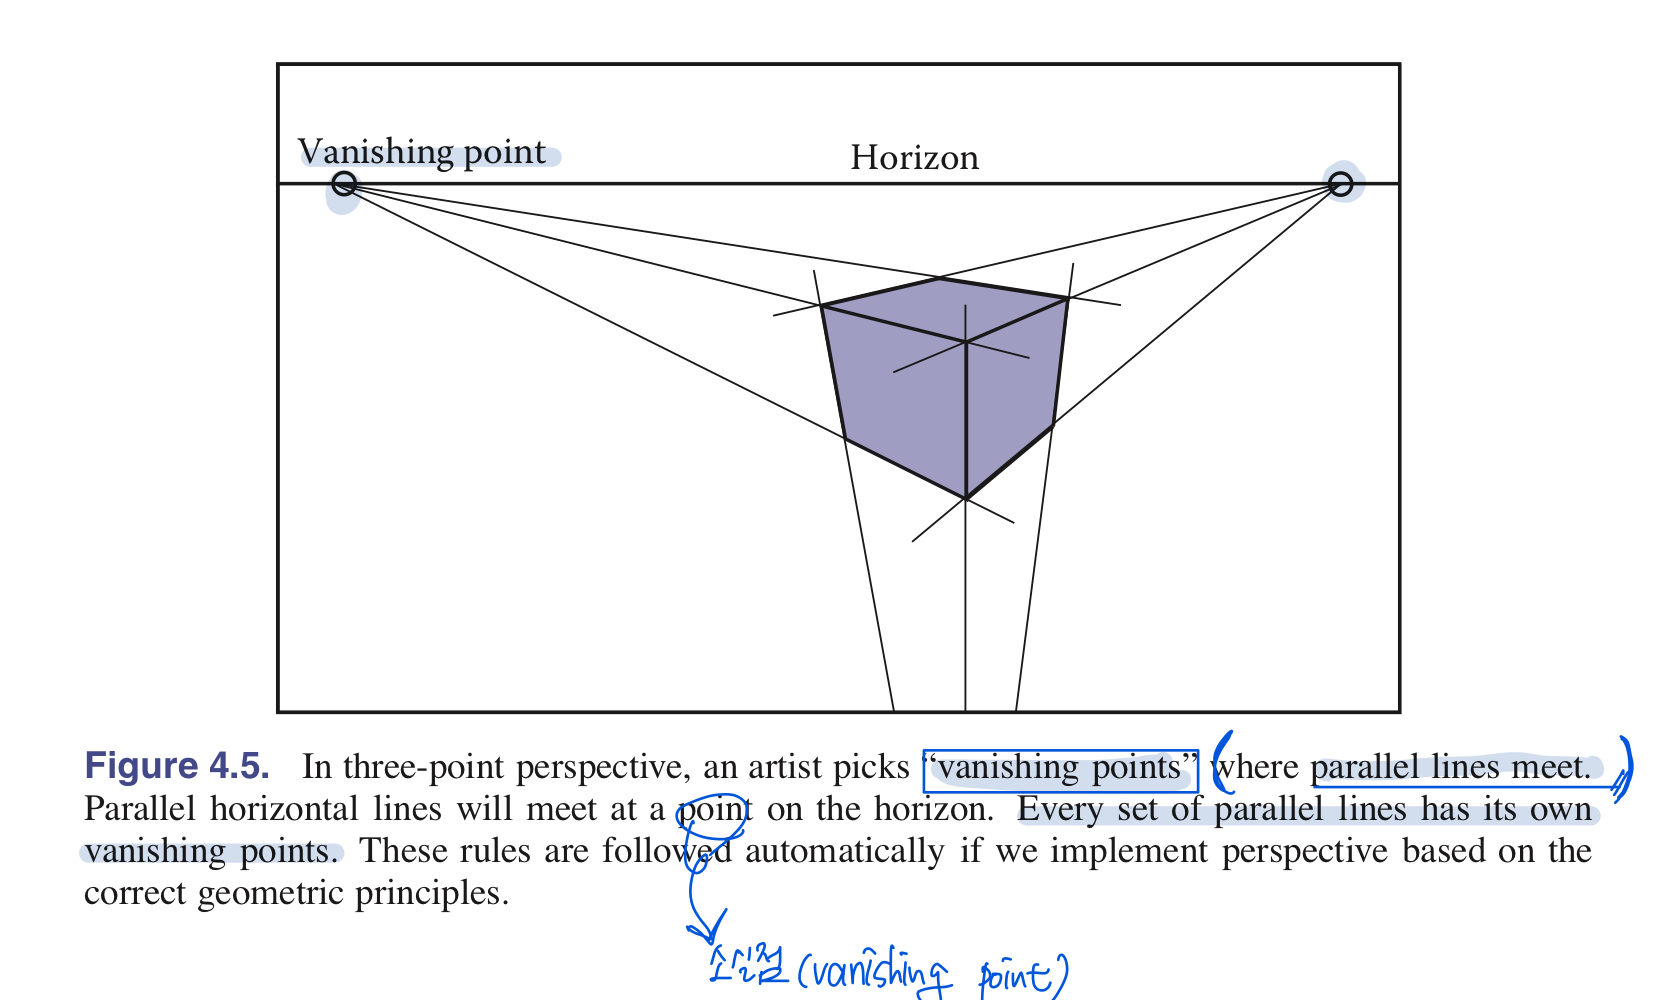 Vanishing point
Horizon
Figure 4.5. In three-point perspective, an artist picks “vanishing points” where parallel lines meet.
Parallel horizontal lines will meet at a point on the horizon. Every set of parallel lines has its own
vanishing points. These rules are followed automatically if we implement perspective based on the
correct geometric principles.
소실점 (vanishing point)